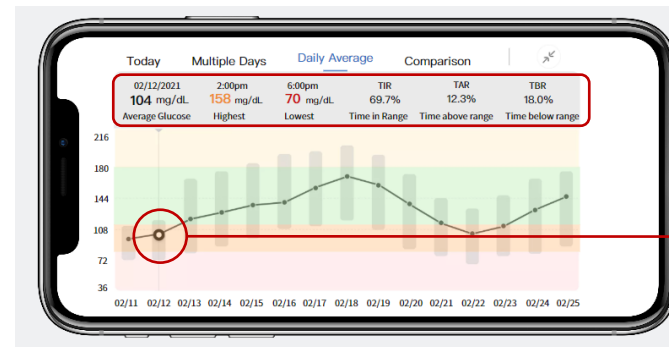 Today Multiple Days Daily Average Comparison
02/12/2021 2:00pm 6:00pm TIR TAR TBR
104 mg/dL 158 mg/dL 70 mg/dL 69.7% 12.3% 18.0%
Average Glucose Highest Lowest Time in Range Time above range Time below range
216
180
144
108
72
36
02/11 02/12 02/13 02/14 02/15 02/16 02/17 02/18 02/19 02/20 02/21 02/22 02/23 02/24 02/25